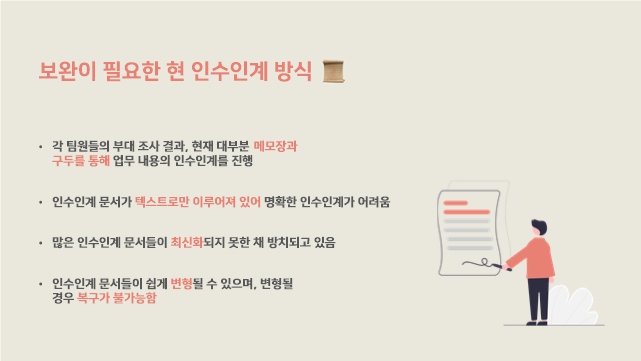 보완이 필요한 현 인수인계 방식
• 각 팀원들의 부대 조사 결과, 현재 대부분 메모장과
구두를 통해 업무 내용의 인수인계를 진행
• 인수인계 문서가 텍스트로만 이루어져 있어 명확한 인수인계가 어려움
• 많은 인수인계 문서들이 최신화되지 못한 채 방치되고 있음
• 인수인계 문서들이 쉽게 변형될 수 있으며, 변형될
경우 복구가 불가능함